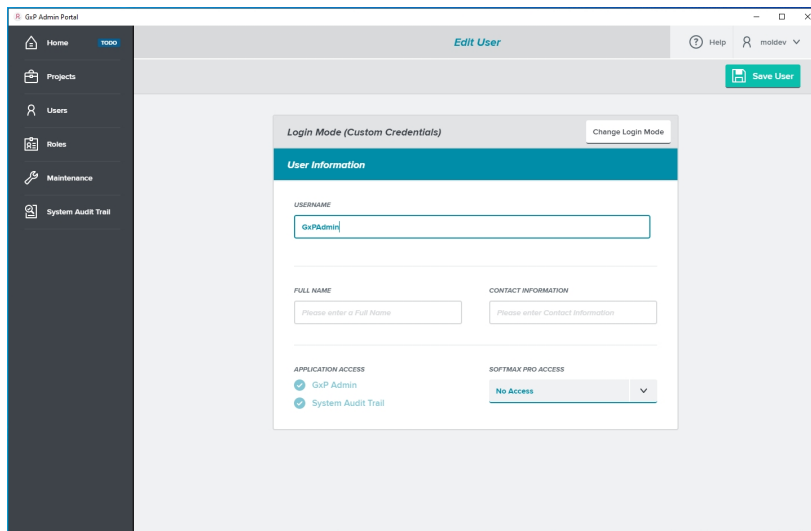 GxP Admin Portal
Home TODO
Edit User
Help
moldev
Projects
Save User
Users
Roles
Maintenance
System Audit Trail
Login Mode (Custom Credentials)
Change Login Mode
User Information
USERNAME
GxPAdmin
FULL NAME
CONTACT INFORMATION
Please enter a Full Name
Please enter Contact Information
APPLICATION ACCESS
SOFTMAX PRO ACCESS
GxP Admin
No Access
System Audit Trail